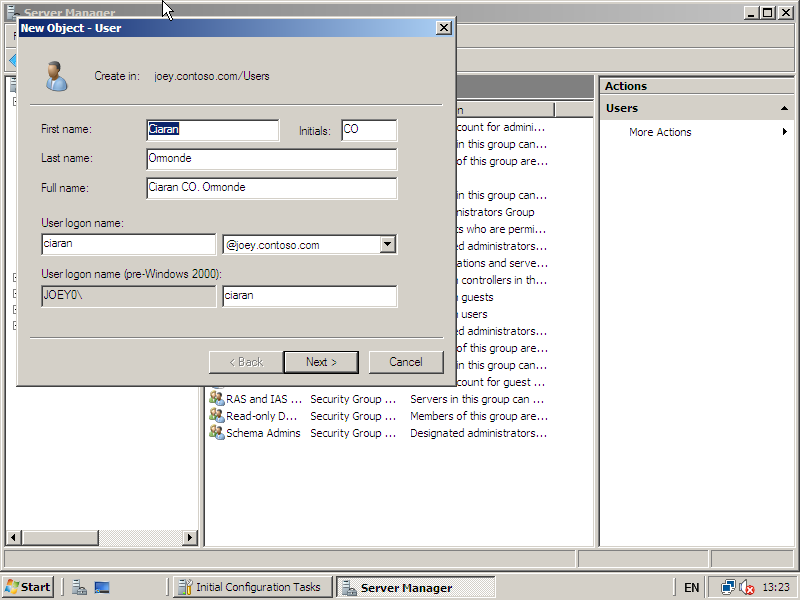 Server Manager
New Object - User
Create in: joey.contoso.com/Users
First name: Ciaran Initials: CO
Last name: Omonde
Full name: Ciaran CO. Omonde
User logon name:
ciaran @joey.contoso.com
User logon name (pre-Windows 2000):
JOEY0\ ciaran
< Back Next > Cancel
count for admini...
in this group can...
of this group are...
in this group can...
nistrators Group
ts who are permi...
ed administrators...
ations and serve...
controllers in th...
guests
users
ed administrators...
of this group are...
in this group can...
count for guest ...
RAS and IAS ... Security Group ... Servers in this group can ...
Read-only D... Security Group ... Members of this group are...
Schema Admins Security Group ... Designated administrators...
Actions
Users
More Actions
Start Initial Configuration Tasks Server Manager EN 13:23